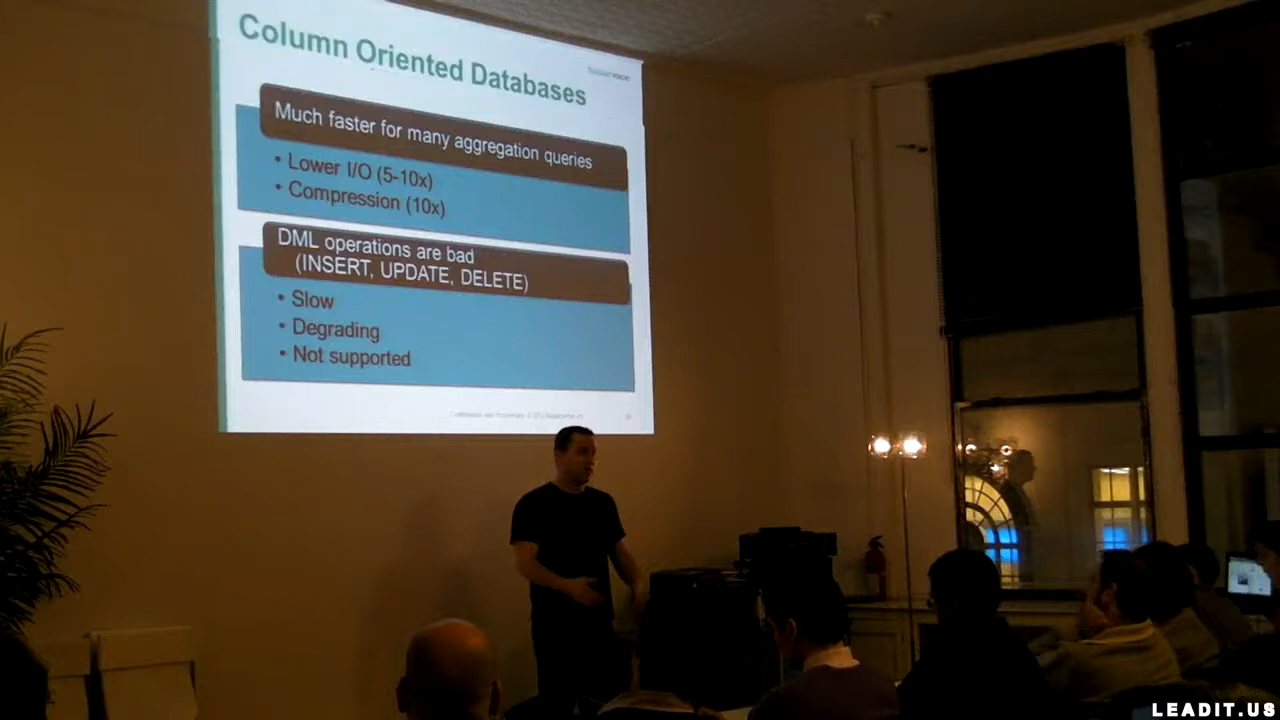 Column Oriented Databases
Much faster for many aggregation queries
• Lower I/O (5-10x)
• Compression (10x)
DML operations are bad
(INSERT, UPDATE, DELETE)
• Slow
• Degrading
• Not supported
LEADIT.US